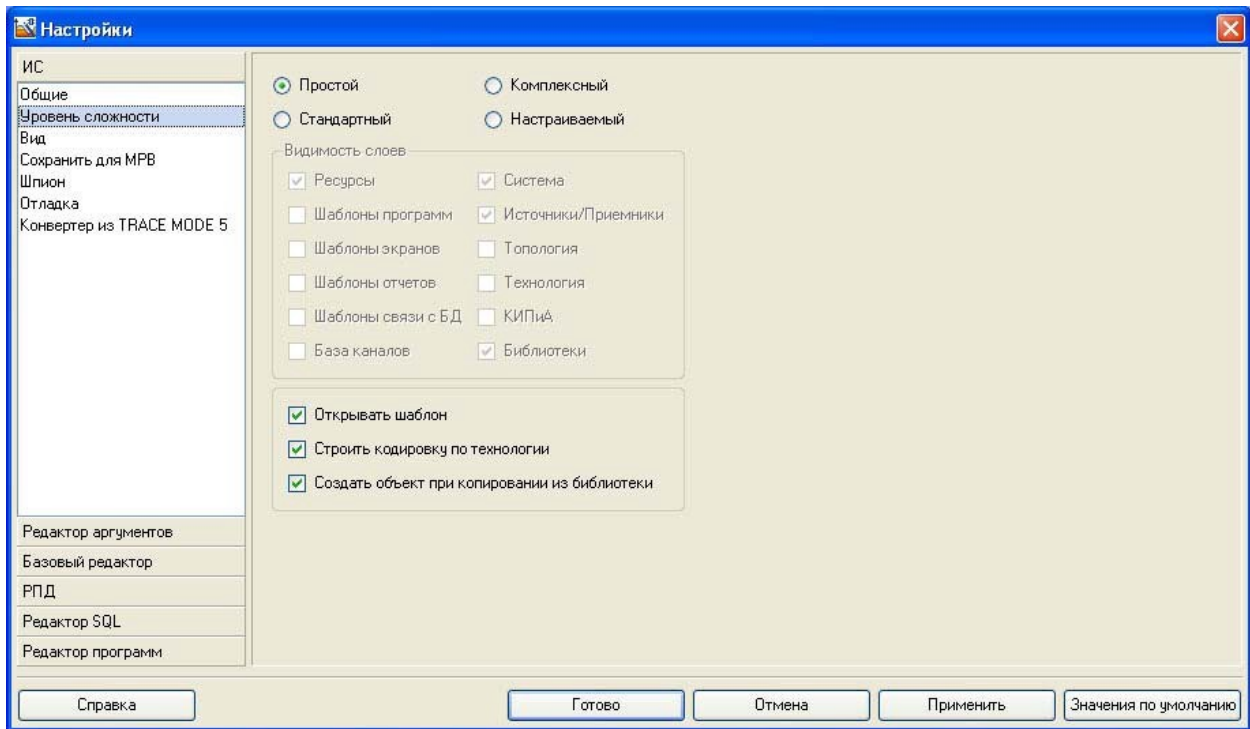 Настройки
ИС
Общие
Уровень сложности
Вид
Сохранить для МРВ
Шпион
Отладка
Конвертер из TRACE MODE 5
Редактор аргументов
Базовый редактор
РПД
Редактор SQL
Редактор программ
Простой
Комплексный
Стандартный
Настраиваемый
Видимость слоев
Ресурсы
Система
Шаблоны программ
Источники/Приемники
Шаблоны экранов
Топология
Шаблоны отчетов
Технология
Шаблоны связи с БД
КИПиА
База каналов
Библиотеки
Открывать шаблон
Строить кодировку по технологии
Создать объект при копировании из библиотеки
Справка
Готово
Отмена
Применить
Значения по умолчанию